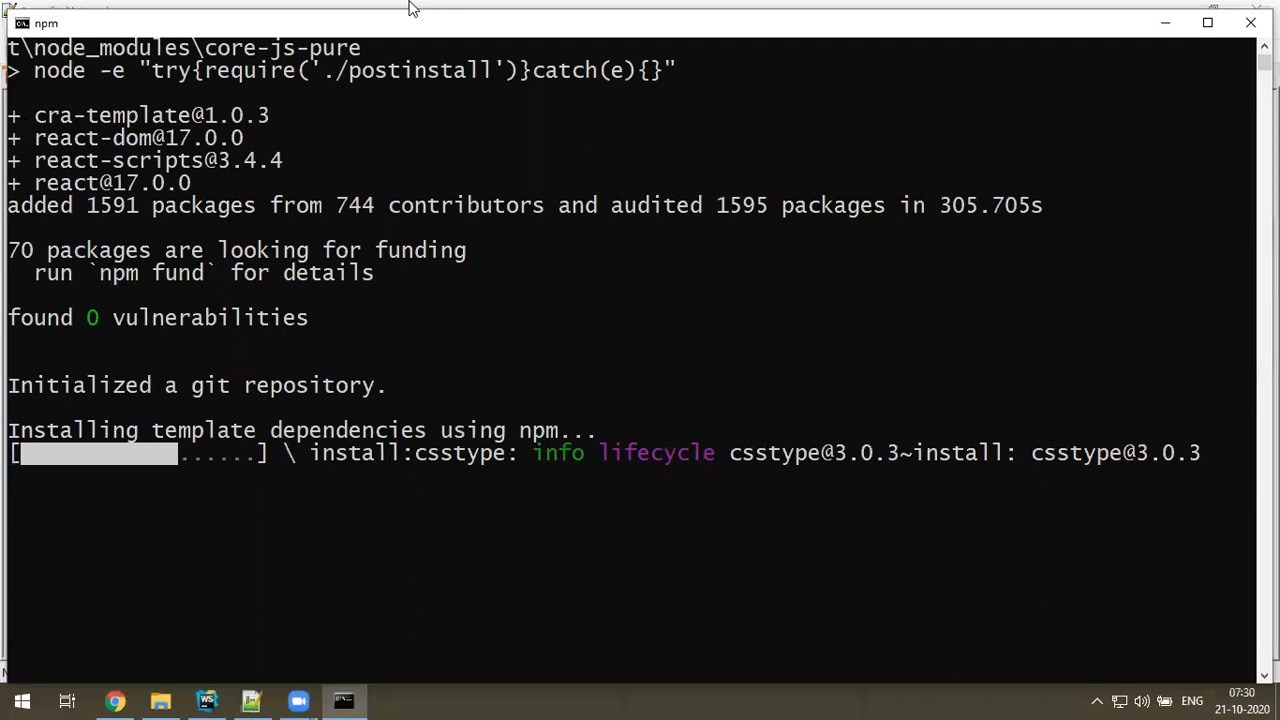 npm
t\node_modules\core-js-pure
> node -e "try{require('./postinstall')}catch(e){}"
+ cra-template@1.0.3
+ react-dom@17.0.0
+ react-scripts@3.4.4
+ react@17.0.0
added 1591 packages from 744 contributors and audited 1595 packages in 305.705s
70 packages are looking for funding
run `npm fund` for details
found 0 vulnerabilities
Initialized a git repository.
Installing template dependencies using npm...
[......] \ install:csstype: info lifecycle csstype@3.0.3~install: csstype@3.0.3
WS
ENG
07:30
21-10-2020